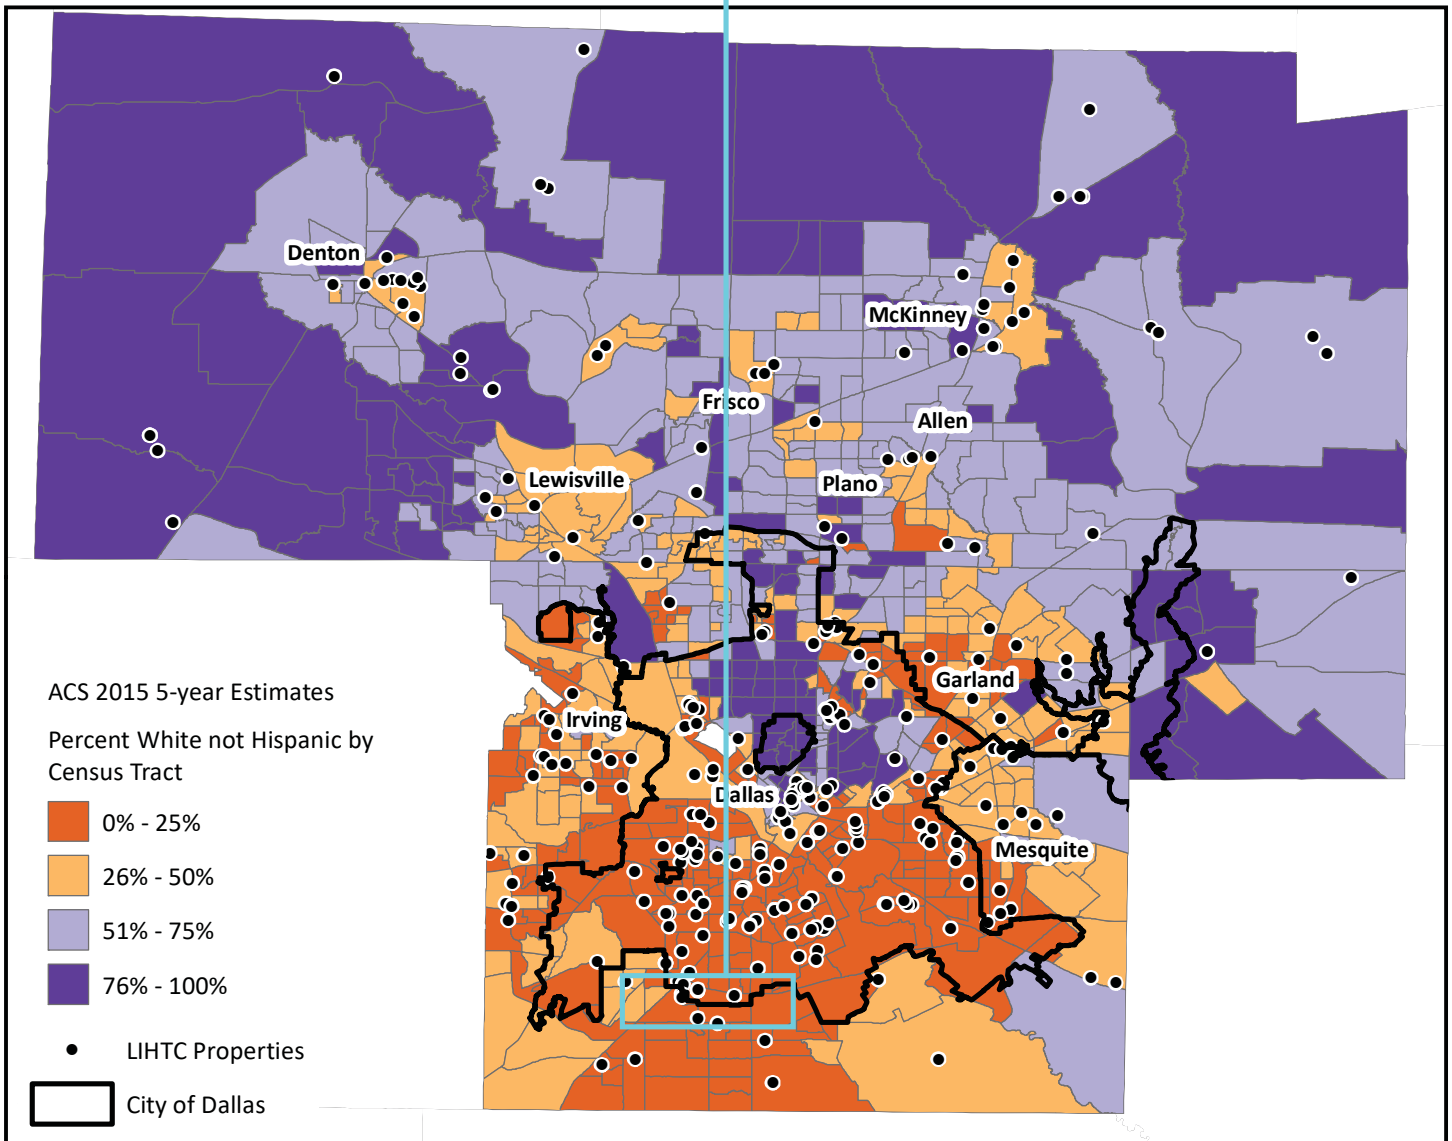 Denton
McKinney
Frisco
Allen
Lewisville
Plano
Garland
Irving
Dallas
Mesquite
ACS 2015 5-year Estimates
Percent White not Hispanic by
Census Tract
0% - 25%
26% - 50%
51% - 75%
76% - 100%
LIHTC Properties
City of Dallas